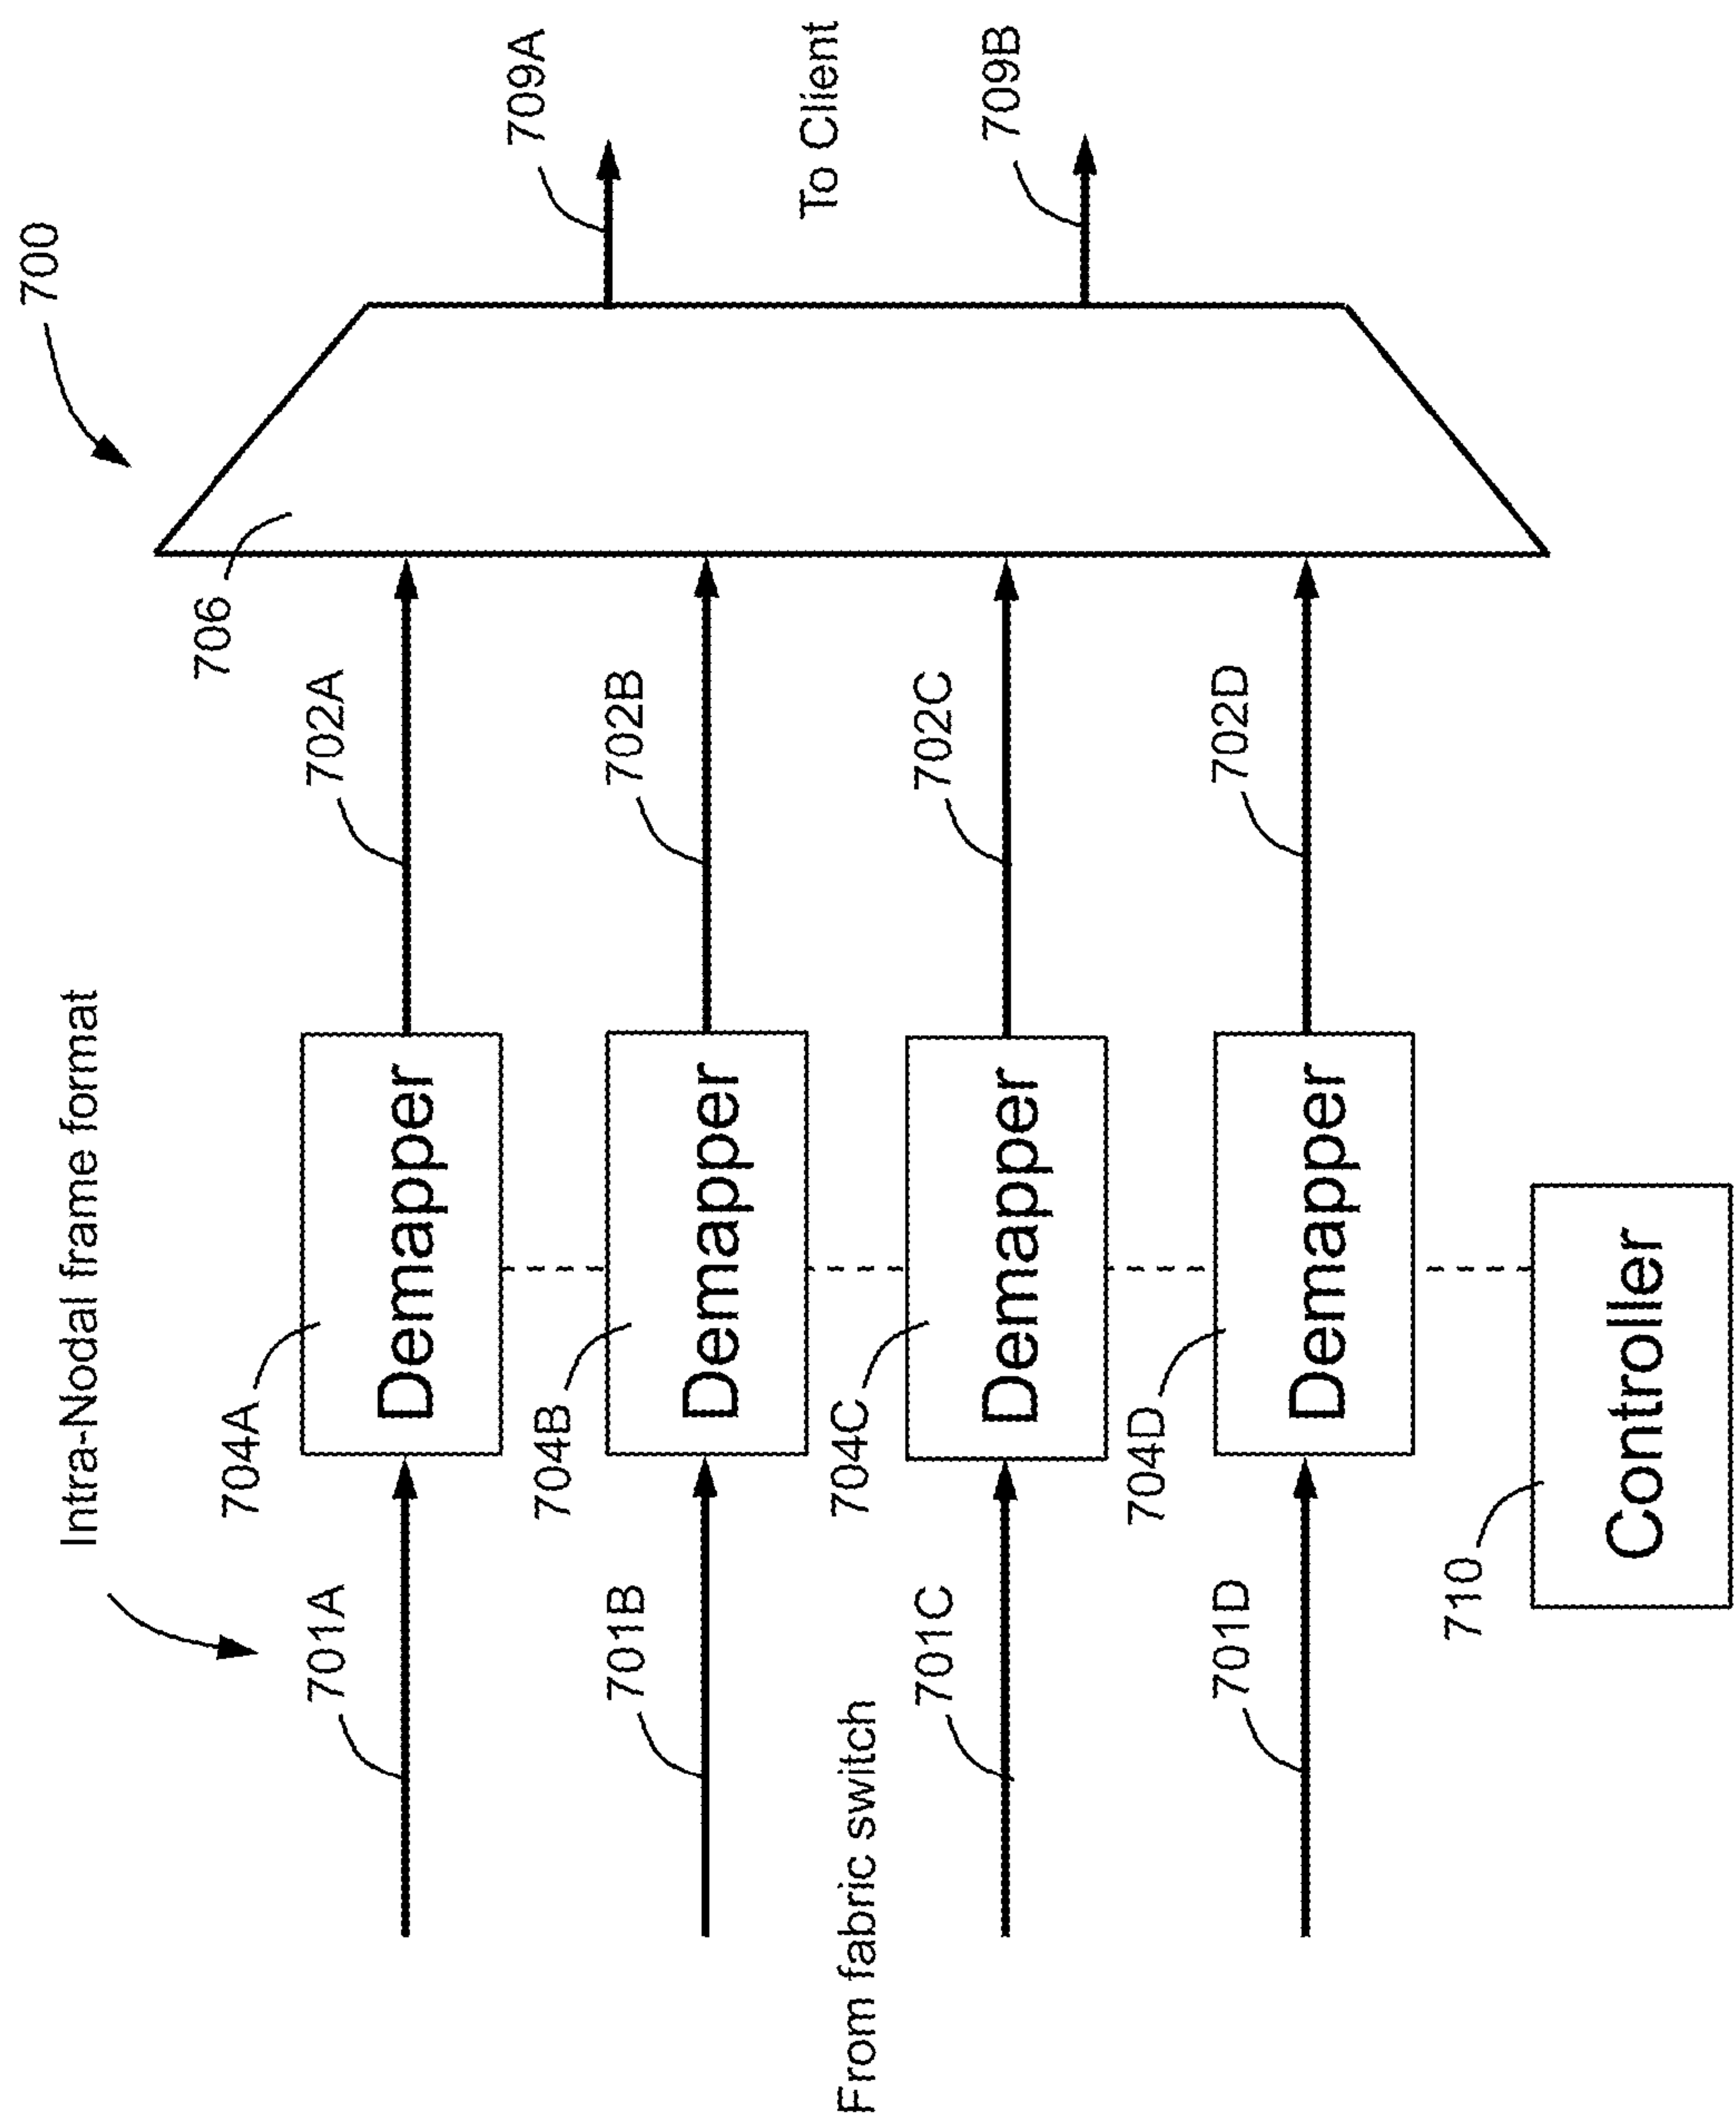 700
Intra-Nodal frame format
701A
704A
Demapper
702A
706
709A
701B
704B
Demapper
702B
To Client
From fabric switch
701C
704C
Demapper
702C
709B
701D
704D
Demapper
702D
710
Controller